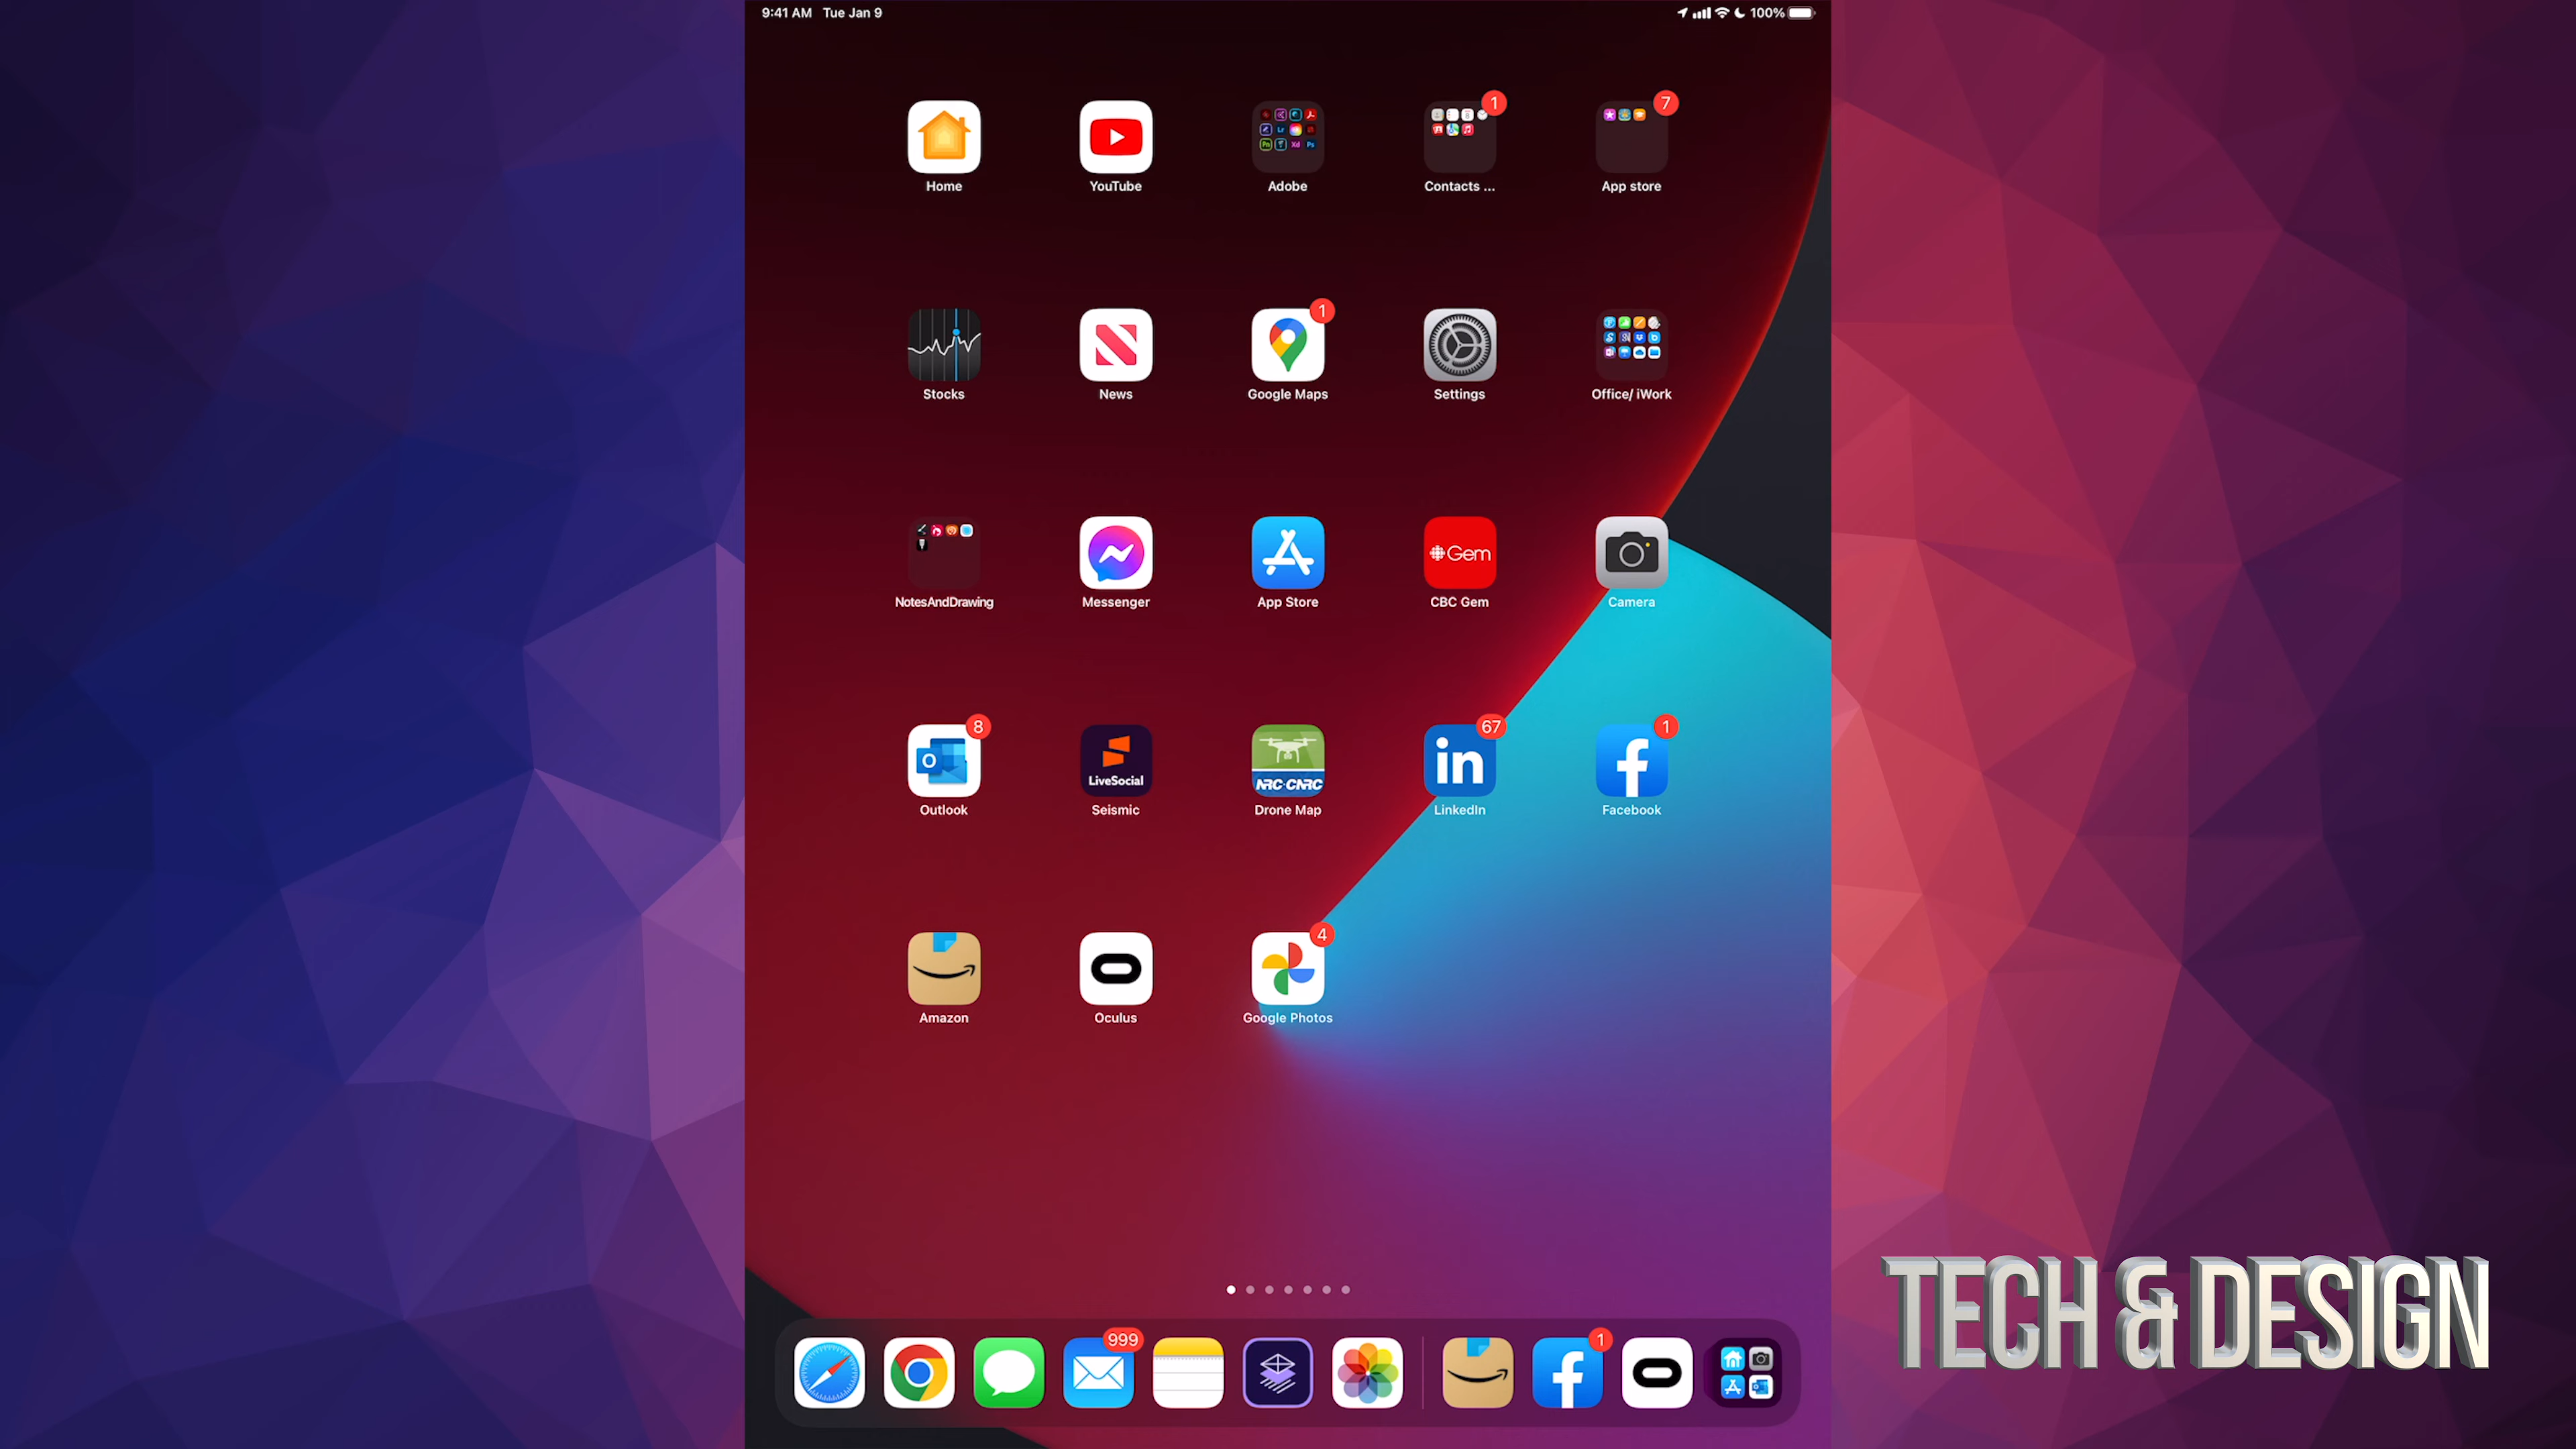 9:41 AM Tue Jan 9 100%
1 7
Home YouTube Adobe Contacts ... App store
1
Stocks News Google Maps Settings Office/ iWork
Gem
NotesAndDrawing Messenger App Store CBC Gem Camera
8 67 1
LiveSocial NRC·CNRC in f
Outlook Seismic Drone Map LinkedIn Facebook
4
Amazon Oculus Google Photos
999 1
TECH & DESIGN